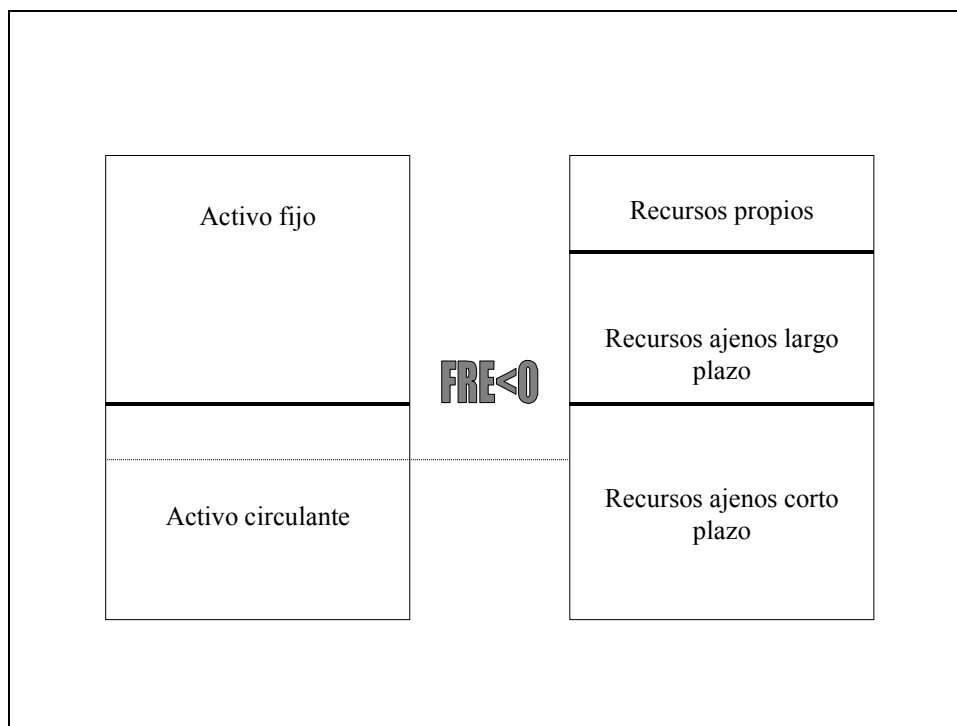 Activo fijo
Recursos propios
Recursos ajenos largo
plazo
FRE<0
Activo circulante
Recursos ajenos corto
plazo